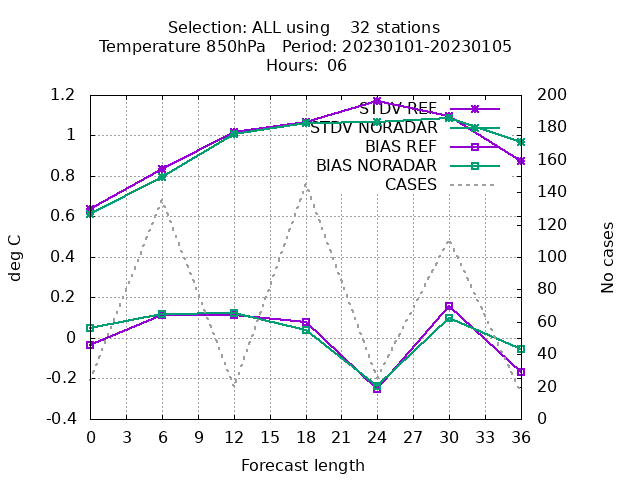 Selection: ALL using    32 stations
Temperature 850hPa   Period: 20230101-20230105
Hours:  06
1.2
1
0.8
0.6
0.4
0.2
0
-0.2
-0.4
200
180
160
140
120
100
80
60
40
20
0
STDV REF
STDV NORADAR
BIAS REF
BIAS NORADAR
CASES
deg C
No cases
0 3 6 9 12 15 18 21 24 27 30 33 36
Forecast length